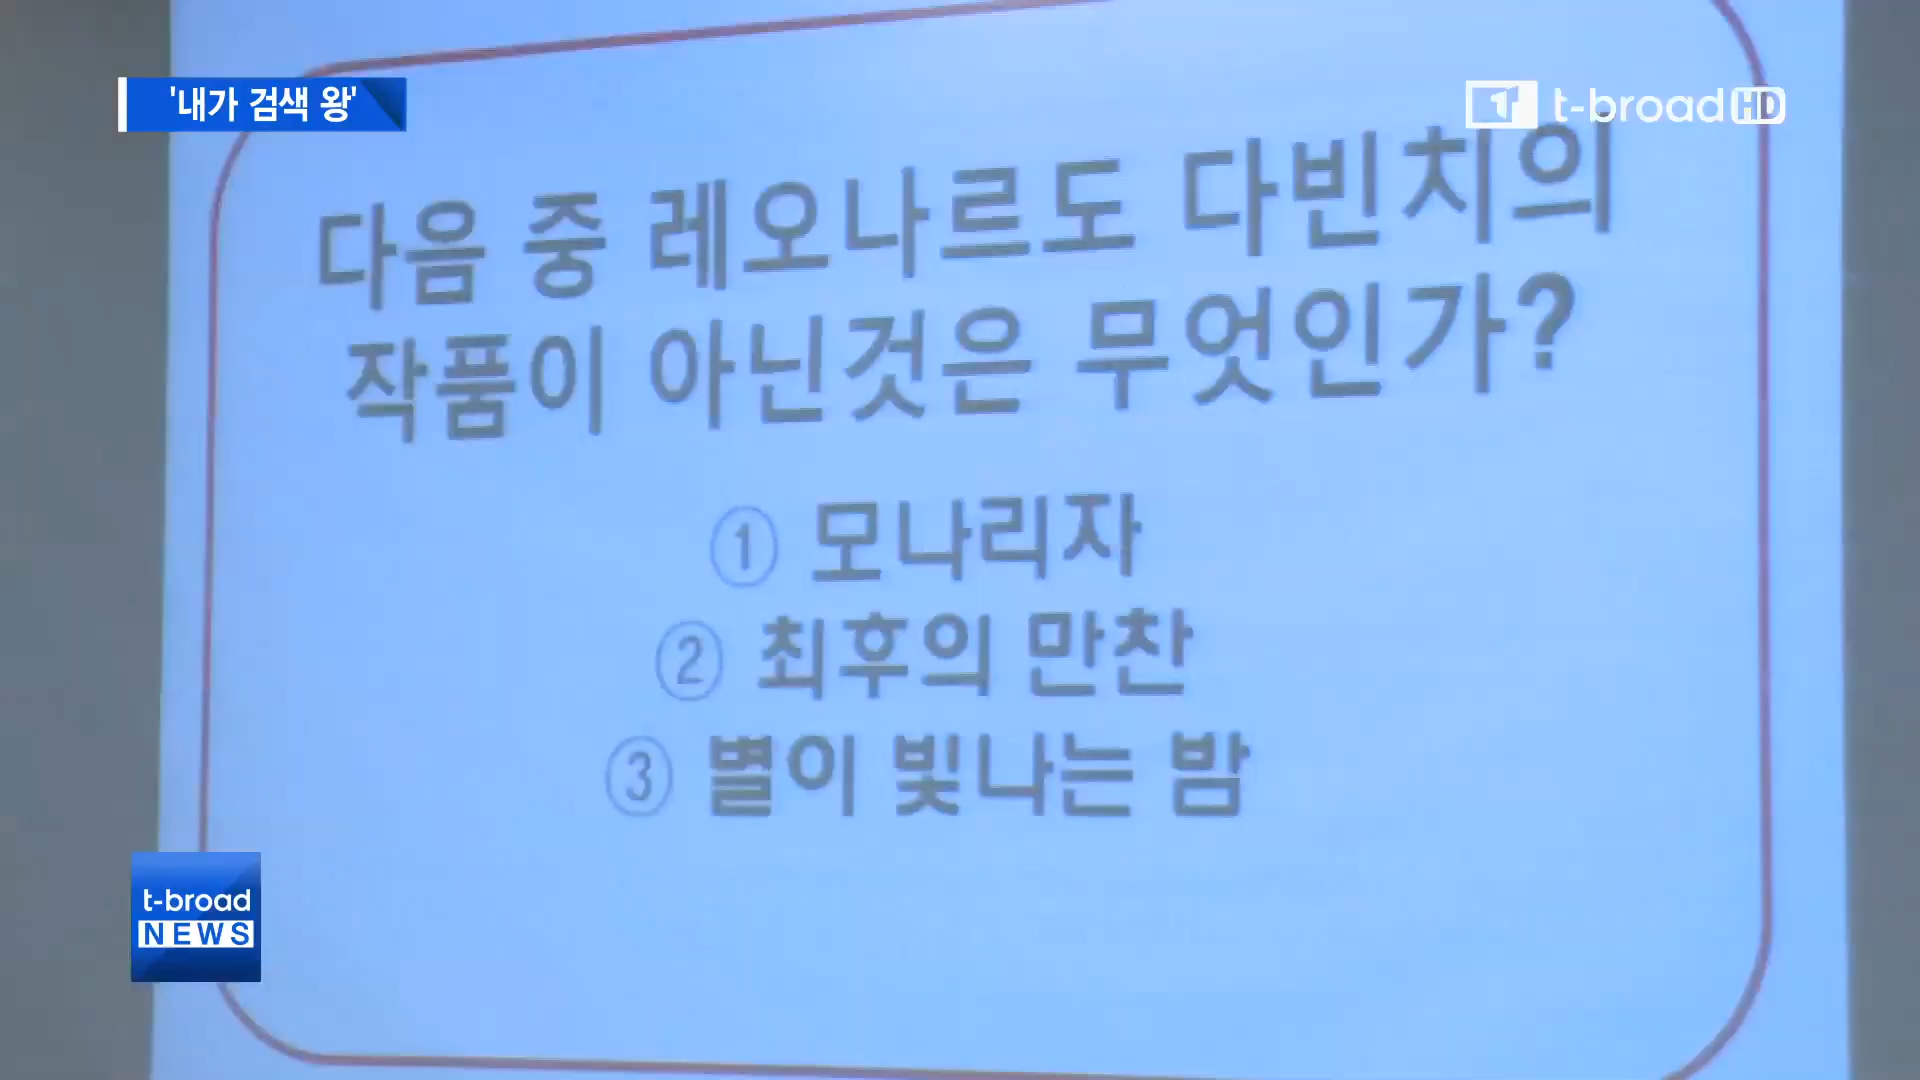 '내가 검색 왕'
t-broad HD
다음 중 레오나르도 다빈치의
작품이 아닌것은 무엇인가?
① 모나리자
② 최후의 만찬
③ 별이 빛나는 밤
t-broad
NEWS